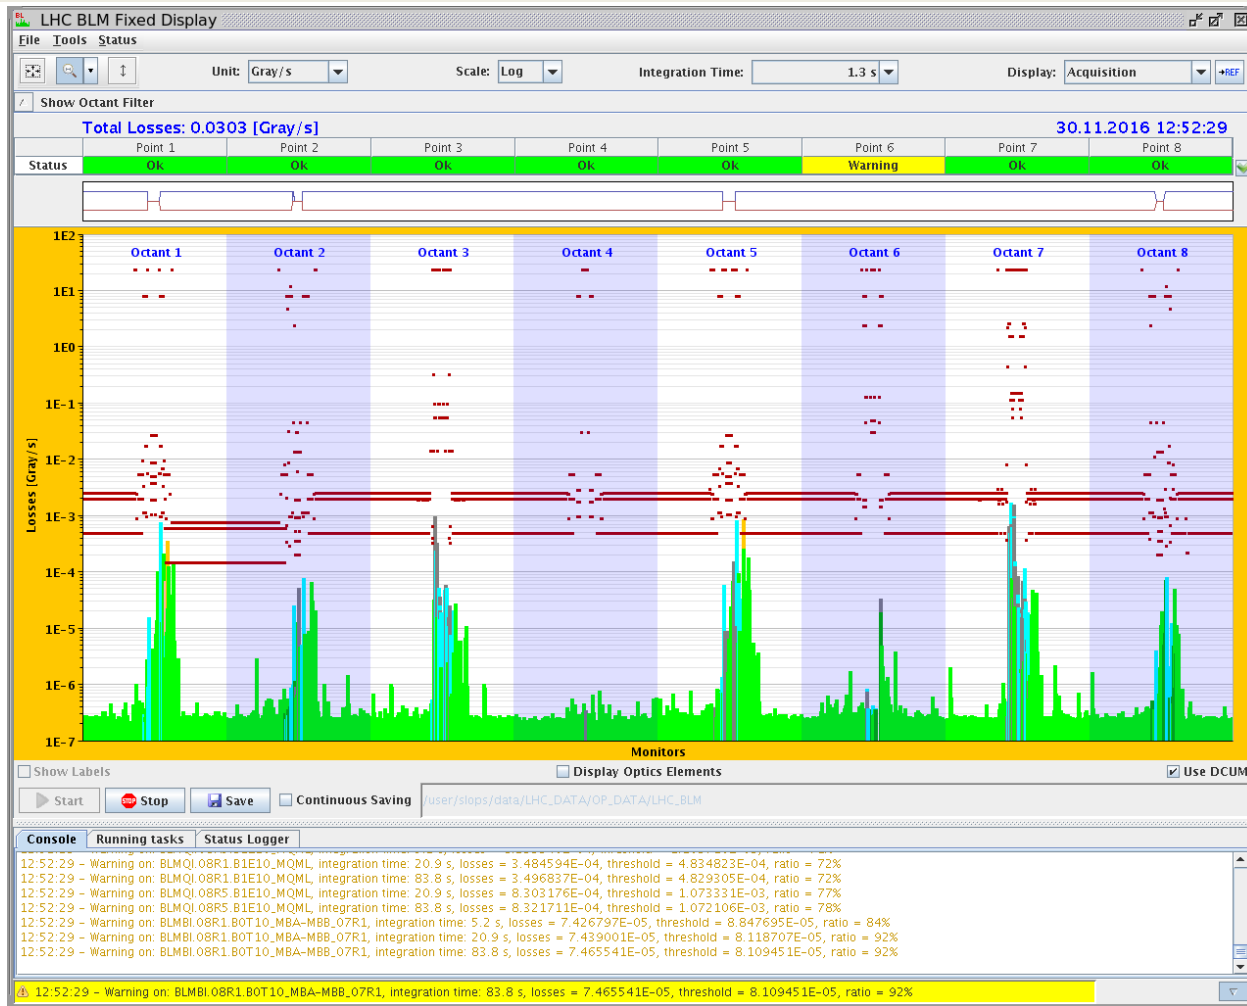 LHC BLM Fixed Display
File Tools Status
Unit: Gray/s Scale: Log Integration Time: 1.3 s Display: Acquisition →REF
Show Octant Filter
Total Losses: 0.0303 [Gray/s] 30.11.2016 12:52:29
Point 1 Point 2 Point 3 Point 4 Point 5 Point 6 Point 7 Point 8
Status Ok Ok Ok Ok Ok Warning Ok Ok
Octant 1 Octant 2 Octant 3 Octant 4 Octant 5 Octant 6 Octant 7 Octant 8
1E2
1E1
1E0
1E-1
1E-2
1E-3
1E-4
1E-5
1E-6
1E-7
Losses [Gray/s]
Monitors
Show Labels Display Optics Elements Use DCUM
Start STOP Stop Save Continuous Saving /user/slops/data/LHC_DATA/OP_DATA/LHC_BLM
Console Running tasks Status Logger
12:52:29 – Warning on: BLMQI.08R1.B1E10_MQML, integration time: 20.9 s, losses = 3.484594E-04, threshold = 4.834823E-04, ratio = 72%
12:52:29 – Warning on: BLMQI.08R1.B1E10_MQML, integration time: 83.8 s, losses = 3.496837E-04, threshold = 4.829305E-04, ratio = 72%
12:52:29 – Warning on: BLMQI.08R5.B1E10_MQML, integration time: 20.9 s, losses = 8.303176E-04, threshold = 1.073331E-03, ratio = 77%
12:52:29 – Warning on: BLMQI.08R5.B1E10_MQML, integration time: 83.8 s, losses = 8.321711E-04, threshold = 1.072106E-03, ratio = 78%
12:52:29 – Warning on: BLMBI.08R1.B0T10_MBA-MBB_07R1, integration time: 5.2 s, losses = 7.426797E-05, threshold = 8.847695E-05, ratio = 84%
12:52:29 – Warning on: BLMBI.08R1.B0T10_MBA-MBB_07R1, integration time: 20.9 s, losses = 7.439001E-05, threshold = 8.118707E-05, ratio = 92%
12:52:29 – Warning on: BLMBI.08R1.B0T10_MBA-MBB_07R1, integration time: 83.8 s, losses = 7.465541E-05, threshold = 8.109451E-05, ratio = 92%
12:52:29 – Warning on: BLMBI.08R1.B0T10_MBA-MBB_07R1, integration time: 83.8 s, losses = 7.465541E-05, threshold = 8.109451E-05, ratio = 92%